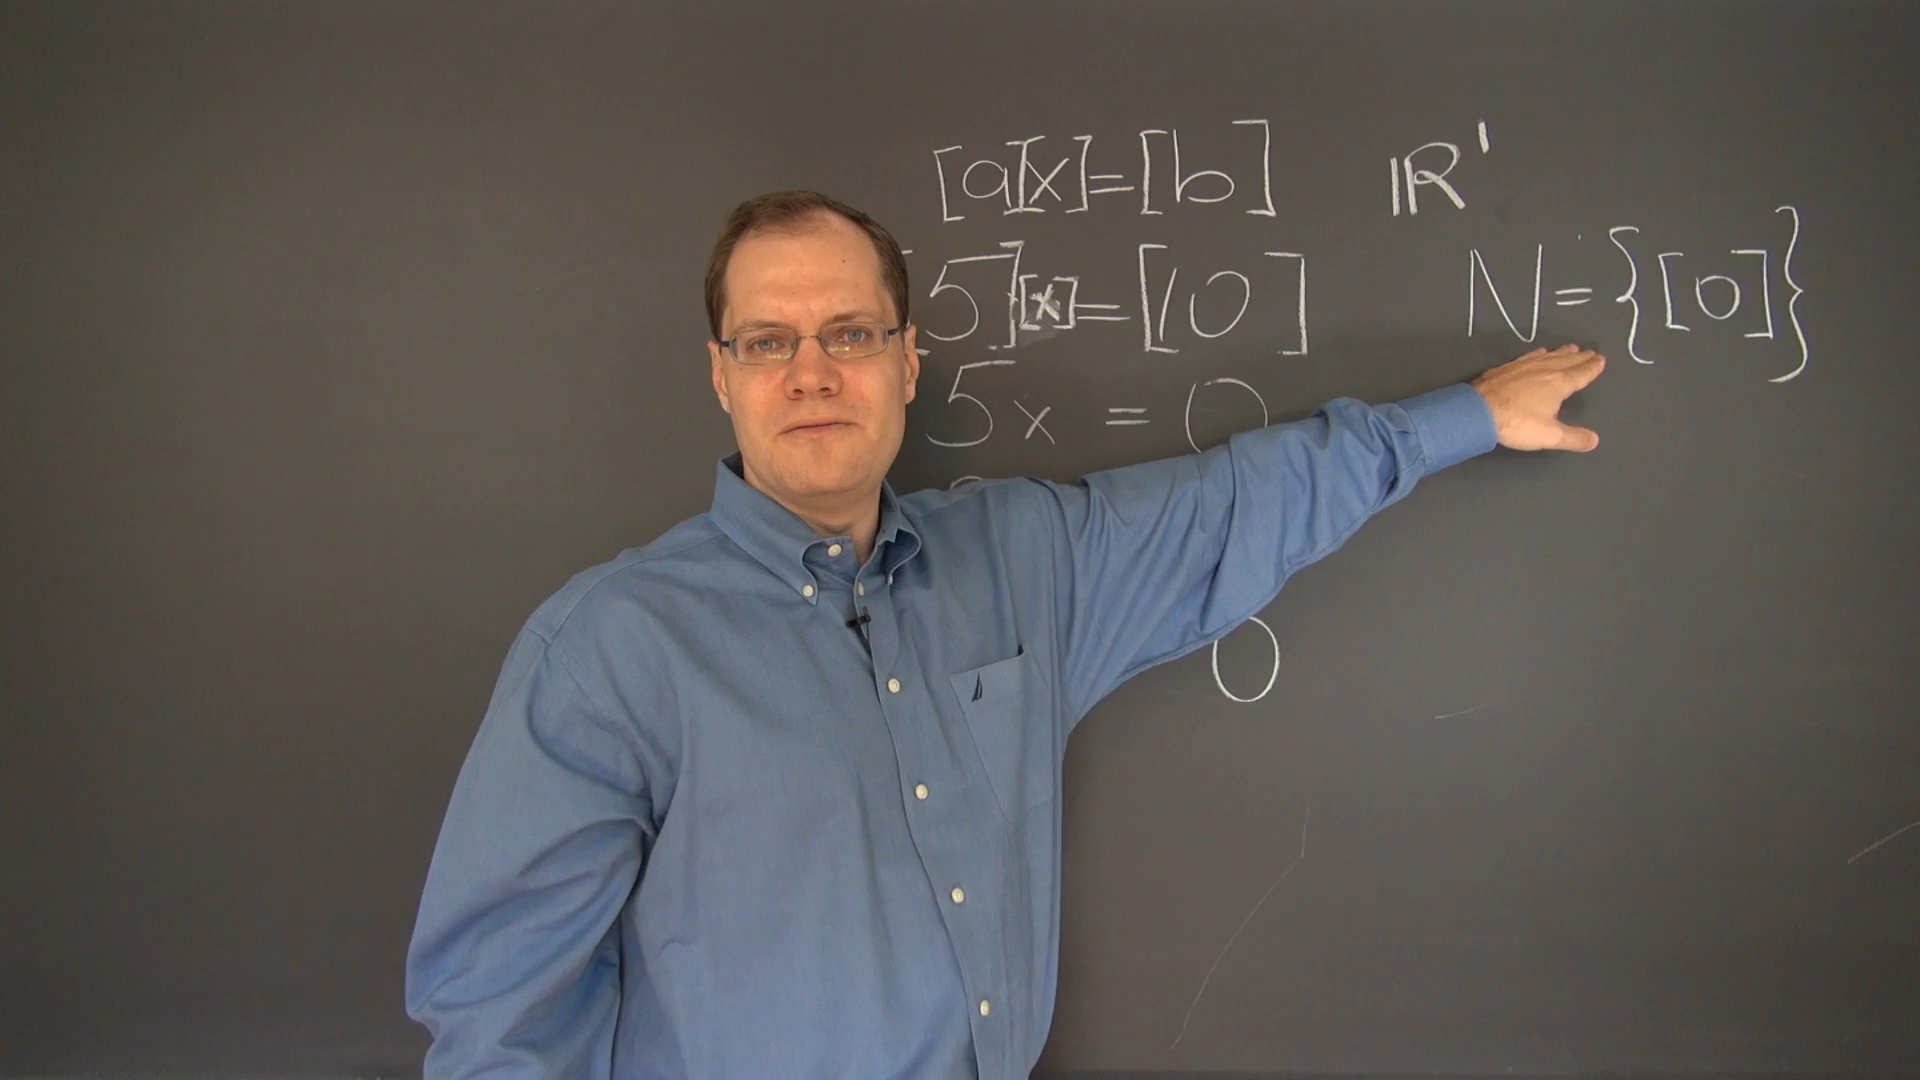 [a][x]=[b] ℝ¹
[5][x]=[10] N={[0]}
5x = 0
0